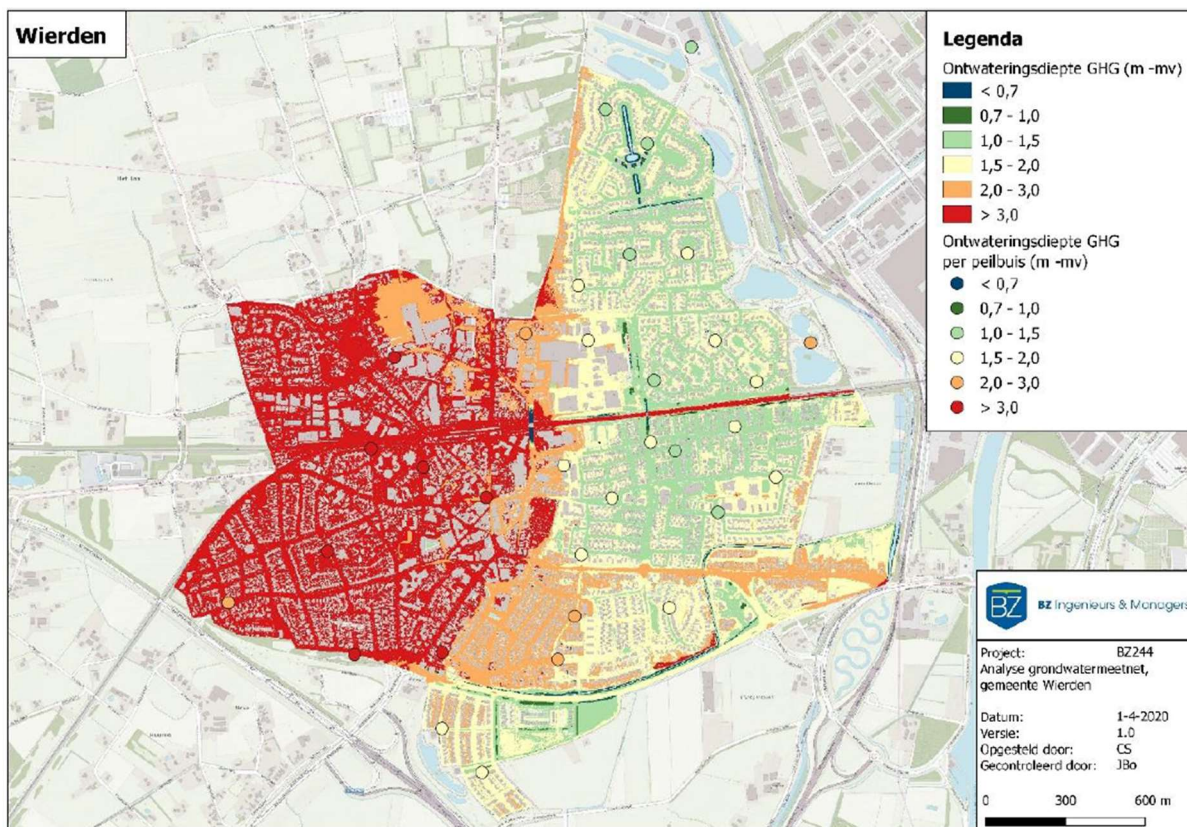 Wierden
Legenda
Ontwateringsdiepte GHG (m -mv)
< 0,7
0,7 - 1,0
1,0 - 1,5
1,5 - 2,0
2,0 - 3,0
> 3,0
Ontwateringsdiepte GHG
per peilbuis (m -mv)
< 0,7
0,7 - 1,0
1,0 - 1,5
1,5 - 2,0
2,0 - 3,0
> 3,0
BZ
BZ Ingenieurs & Managers
Project: BZ244
Analyse grondwatermeetnet,
gemeente Wierden
Datum: 1-4-2020
Versie: 1.0
Opgesteld door: CS
Gecontroleerd door: JBo
0 300 600 m